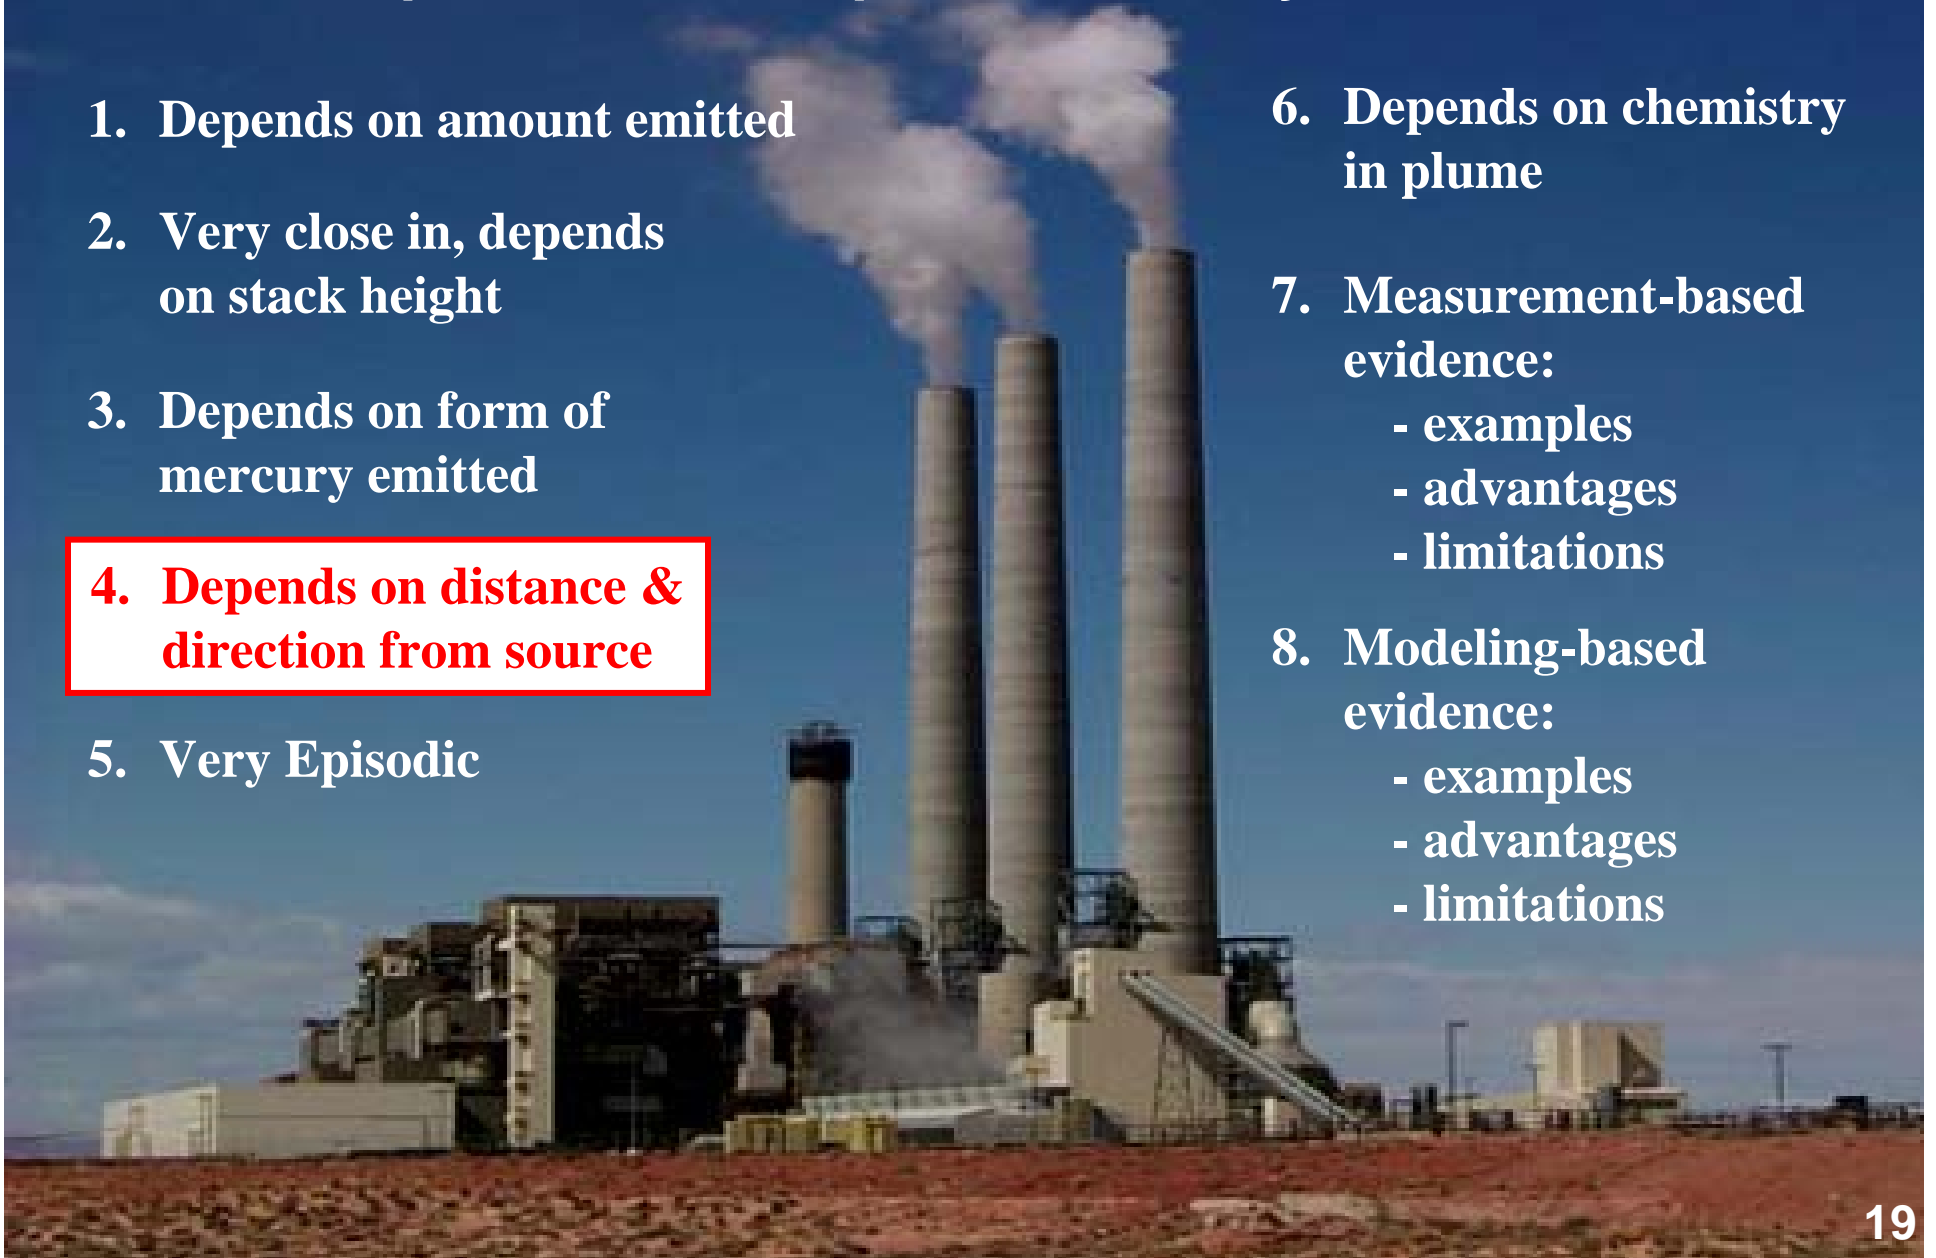 1. Depends on amount emitted
2. Very close in, depends
on stack height
3. Depends on form of
mercury emitted
4. Depends on distance &
direction from source
5. Very Episodic
6. Depends on chemistry
in plume
7. Measurement-based
evidence:
- examples
- advantages
- limitations
8. Modeling-based
evidence:
- examples
- advantages
- limitations
19